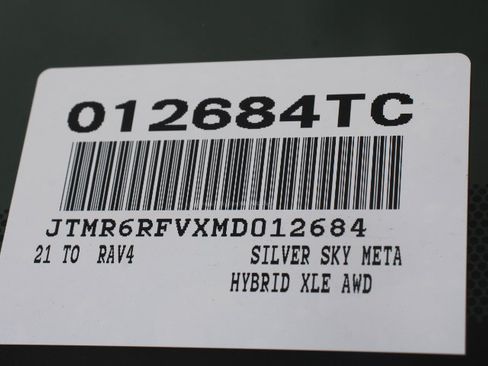 012684TC
JTMR6RFVXMD012684
21 TO RAV4 SILVER SKY META
HYBRID XLE AWD